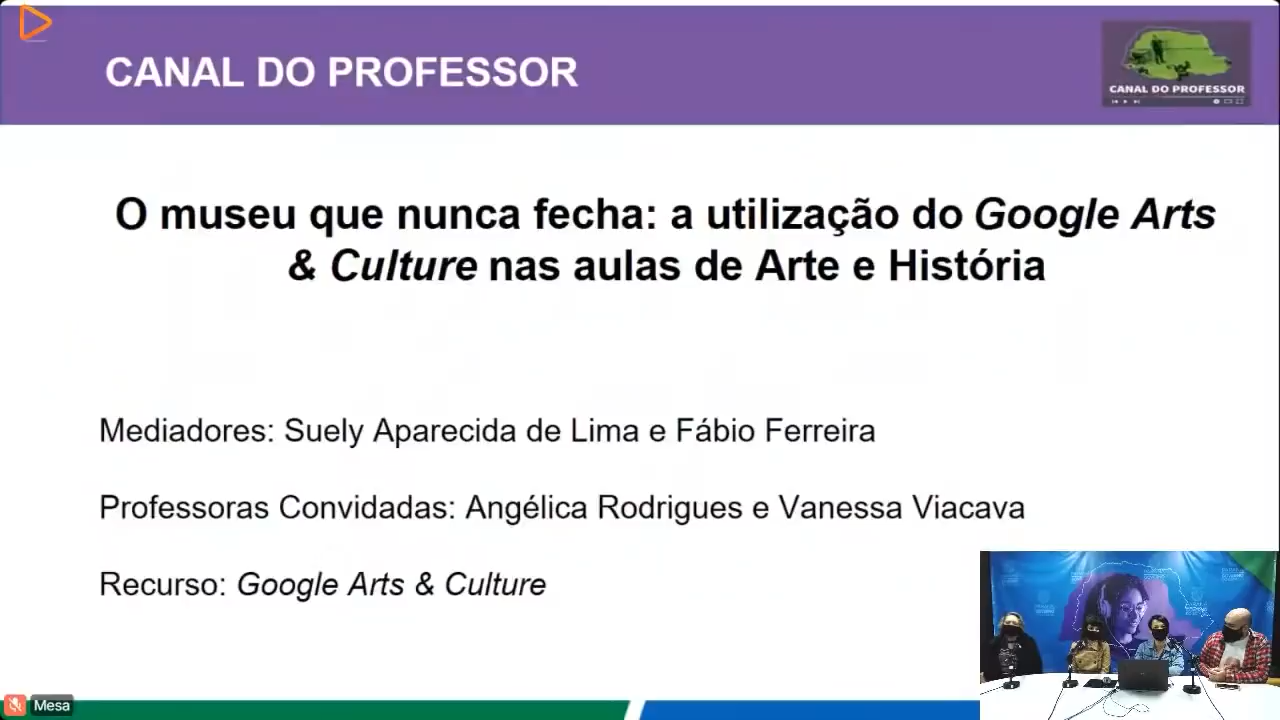 CANAL DO PROFESSOR
CANAL DO PROFESSOR
O museu que nunca fecha: a utilização do Google Arts
& Culture nas aulas de Arte e História
Mediadores: Suely Aparecida de Lima e Fábio Ferreira
Professoras Convidadas: Angélica Rodrigues e Vanessa Viacava
Recurso: Google Arts & Culture
Mesa